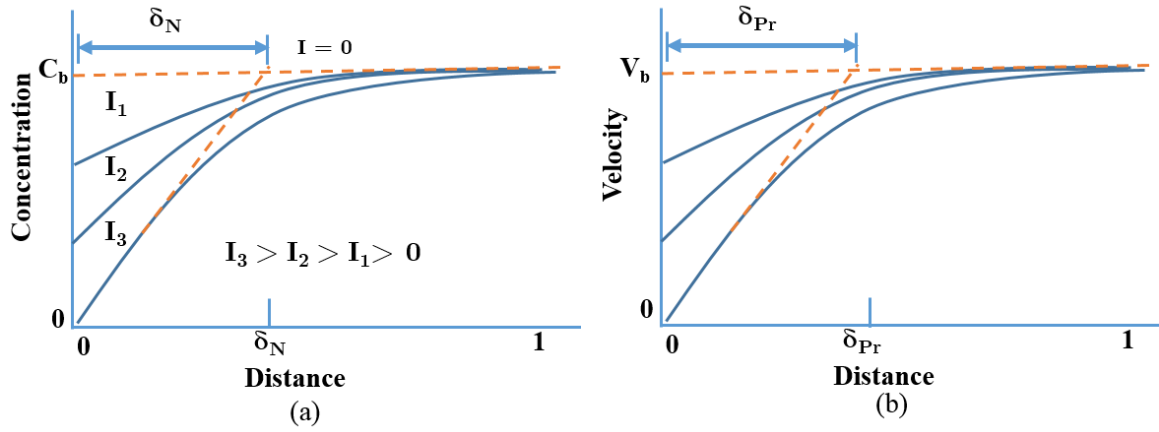 δN
I = 0
Cb
I1
I2
I3
I3 > I2 > I1 > 0
Concentration
0
0
δN
1
Distance
(a)
δPr
Vb
Velocity
0
0
δPr
1
Distance
(b)